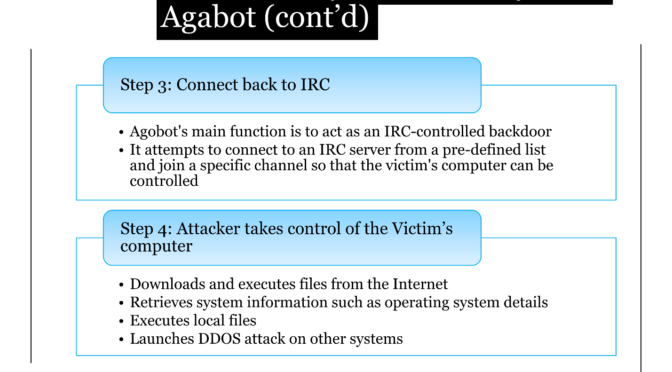 Agabot (cont’d)
Step 3: Connect back to IRC
• Agobot's main function is to act as an IRC-controlled backdoor
• It attempts to connect to an IRC server from a pre-defined list
and join a specific channel so that the victim's computer can be
controlled
Step 4: Attacker takes control of the Victim’s
computer
• Downloads and executes files from the Internet
• Retrieves system information such as operating system details
• Executes local files
• Launches DDOS attack on other systems